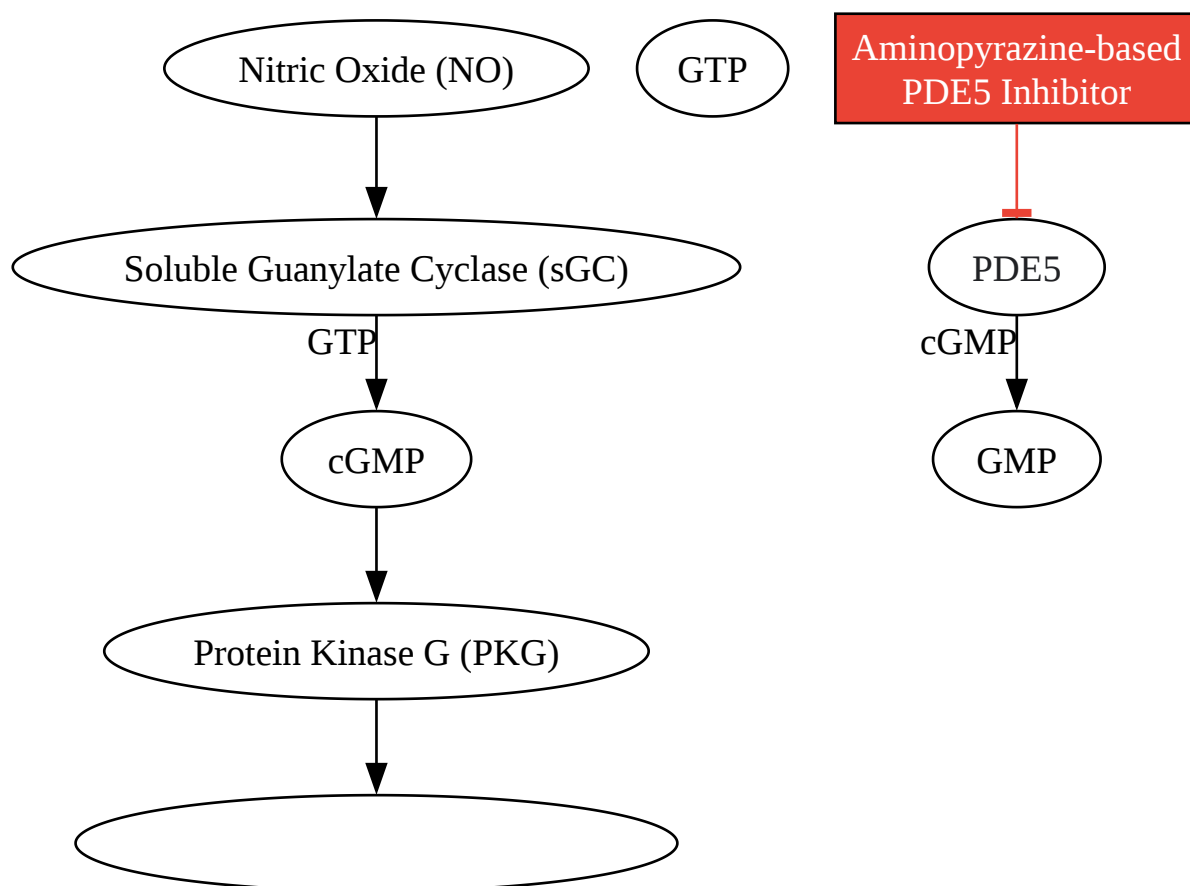 Nitric Oxide (NO)
GTP
Aminopyrazine-based
PDE5 Inhibitor
Soluble Guanylate Cyclase (sGC)
PDE5
GTP
cGMP
cGMP
GMP
Protein Kinase G (PKG)